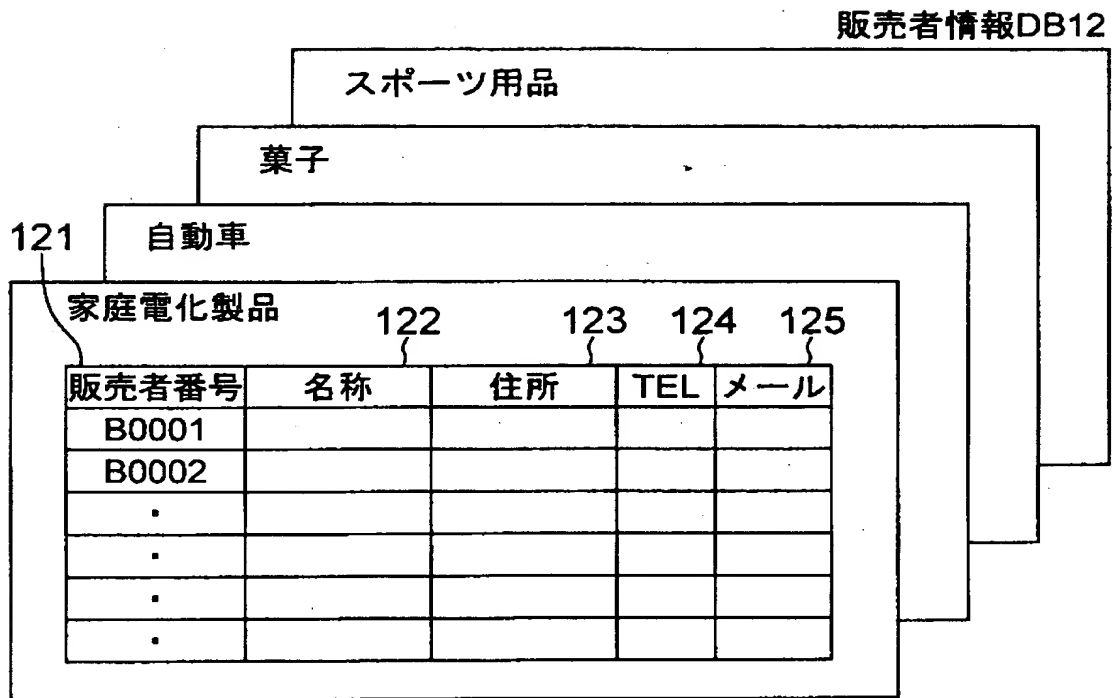 販売者情報DB12
スポーツ用品
菓子
自動車
121
家庭電化製品
122 123 124 125
販売者番号 名称 住所 TEL メール
B0001
B0002
・
・
・
・